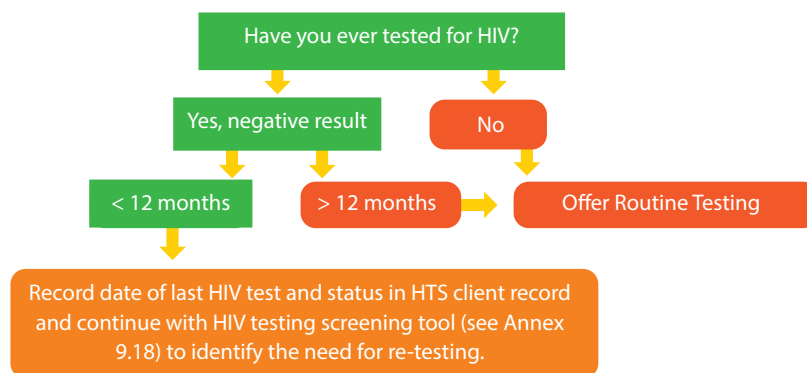 Have you ever tested for HIV?
Yes, negative result
No
< 12 months
> 12 months
Offer Routine Testing
Record date of last HIV test and status in HTS client record
and continue with HIV testing screening tool (see Annex
9.18) to identify the need for re-testing.